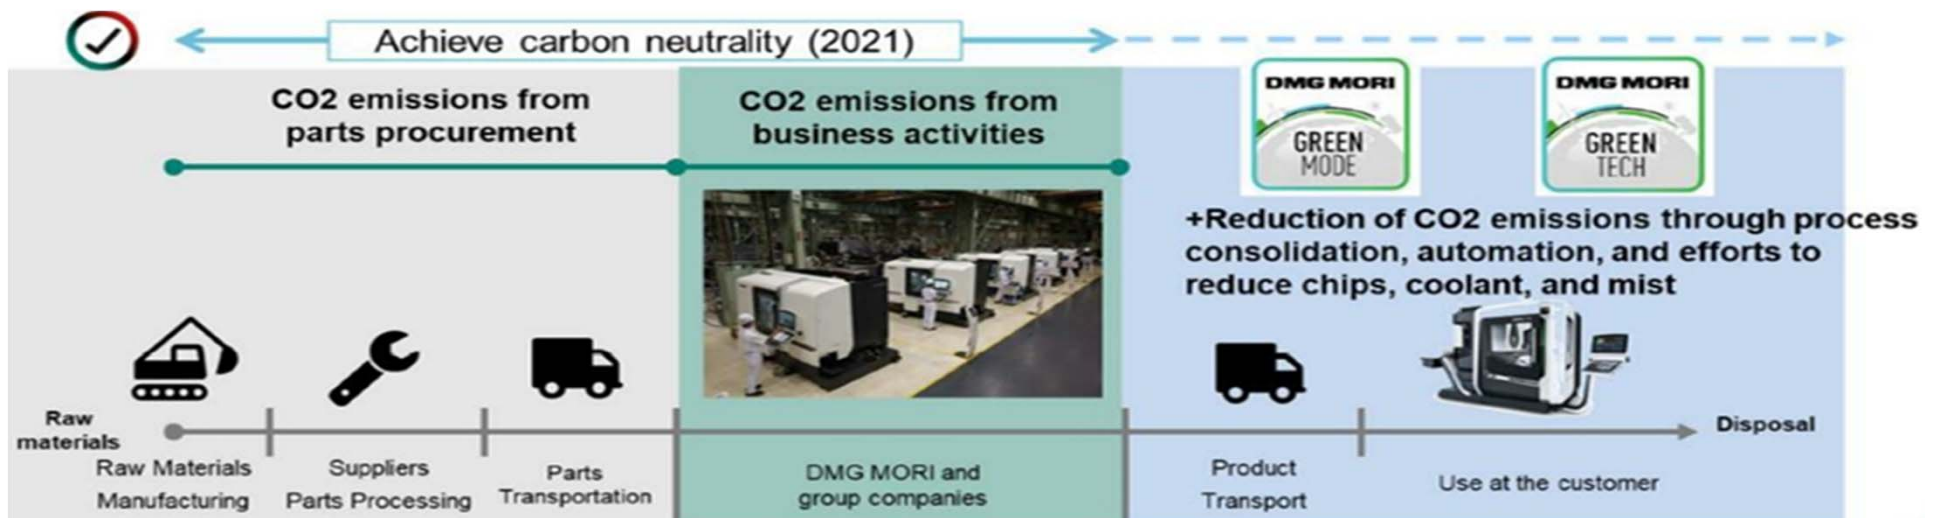 Achieve carbon neutrality (2021)
CO2 emissions from
parts procurement
CO2 emissions from
business activities
DMG MORI
GREEN
MODE
DMG MORI
GREEN
TECH
+Reduction of CO2 emissions through process
consolidation, automation, and efforts to
reduce chips, coolant, and mist
Raw
materials
Disposal
Raw Materials
Manufacturing
Suppliers
Parts Processing
Parts
Transportation
DMG MORI and
group companies
Product
Transport
Use at the customer